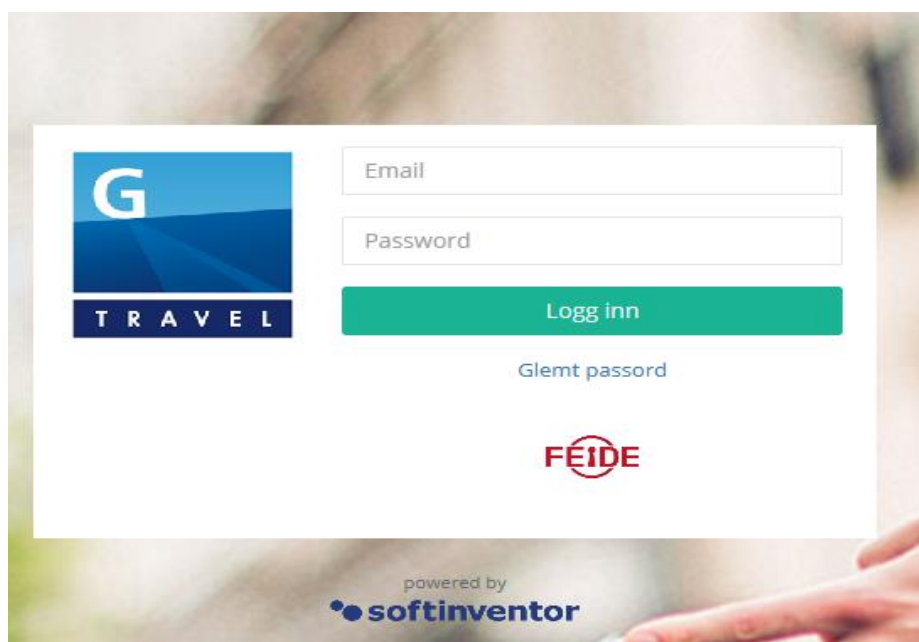 G
TRAVEL
Email
Password
Logg inn
Glemt passord
FEIDE
powered by
softinventor